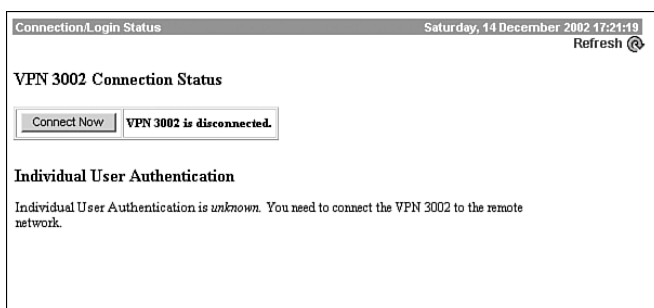 Connection/Login Status Saturday, 14 December 2002 17:21:19
Refresh
VPN 3002 Connection Status
Connect Now VPN 3002 is disconnected.
Individual User Authentication
Individual User Authentication is unknown. You need to connect the VPN 3002 to the remote
network.